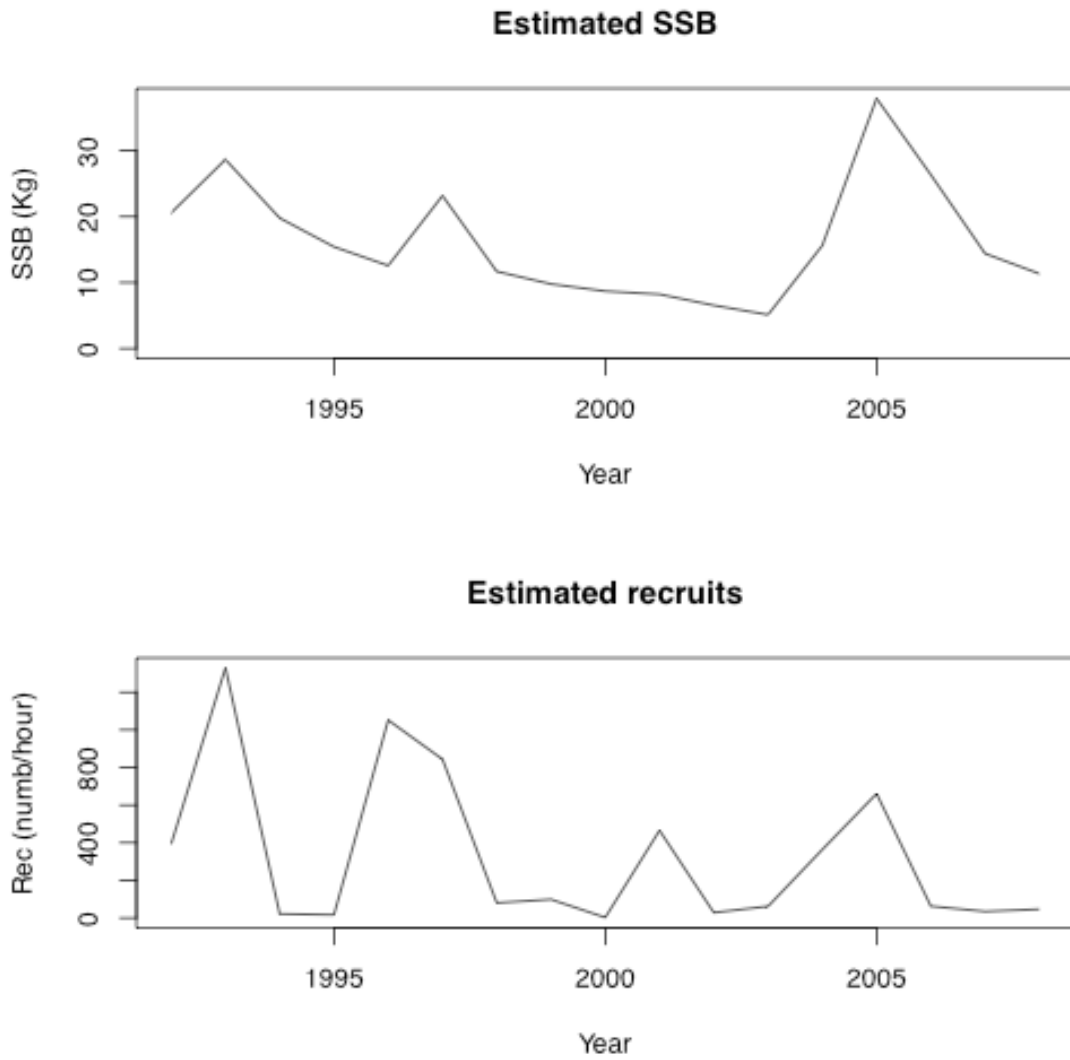 Estimated SSB
SSB (Kg)
30
20
10
0
1995 2000 2005
Year
Estimated recruits
Rec (numb/hour)
800
400
0
1995 2000 2005
Year